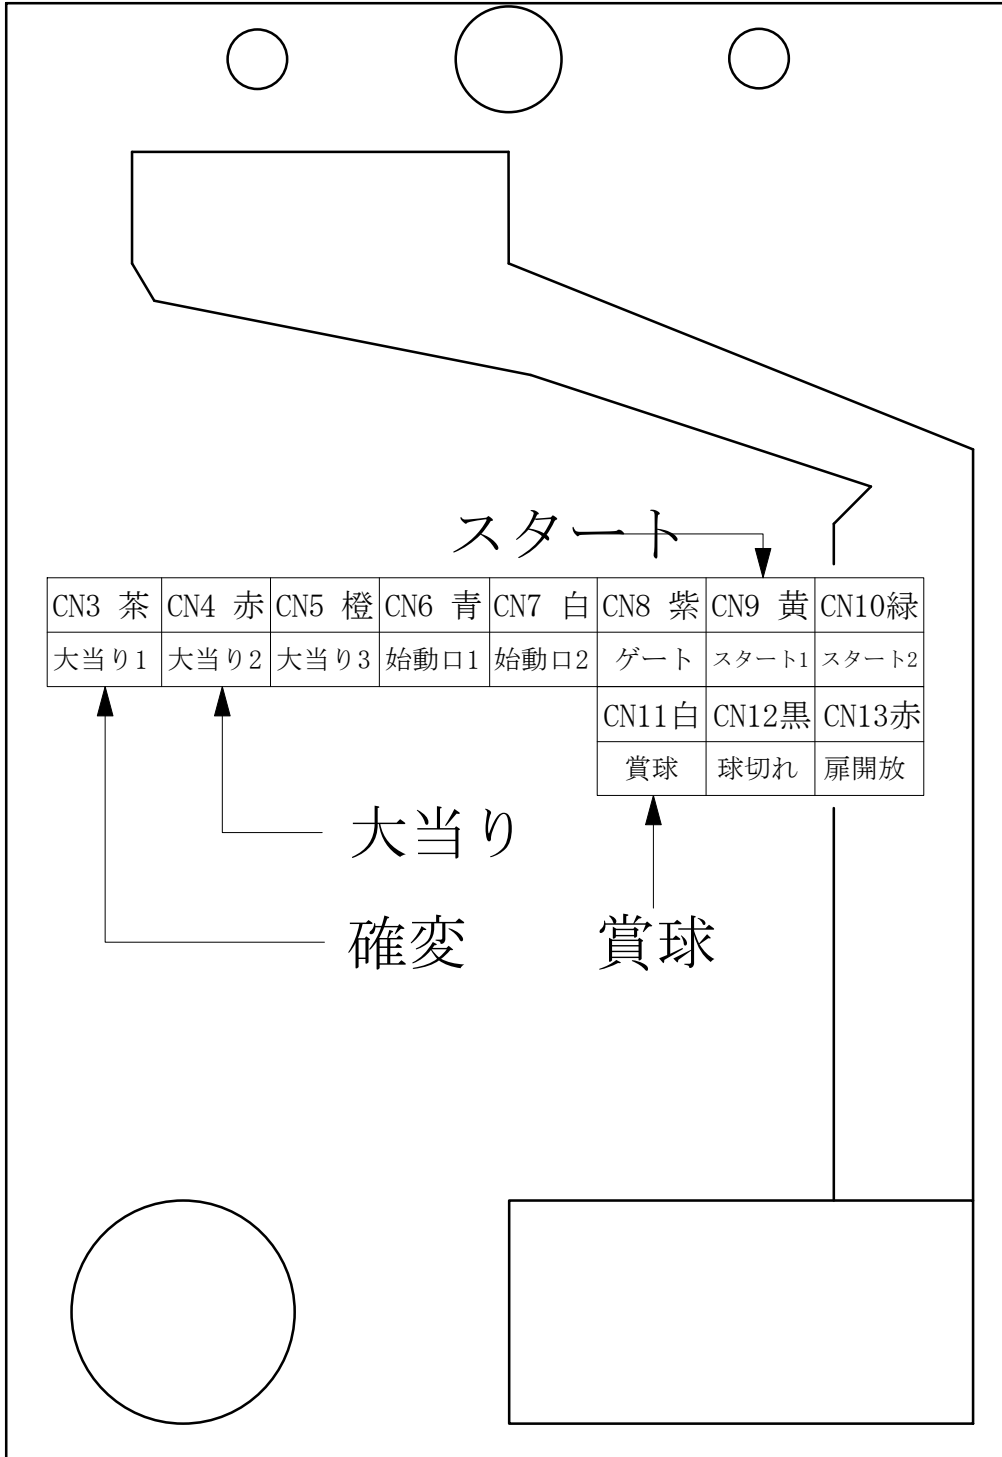 スタート
CN3 茶 CN4 赤 CN5 橙 CN6 青 CN7 白 CN8 紫 CN9 黄 CN10緑
大当り1 大当り2 大当り3 始動口1 始動口2 ゲート スタート1 スタート2
CN11白 CN12黒 CN13赤
賞球 球切れ 扉開放
大当り
確変 賞球